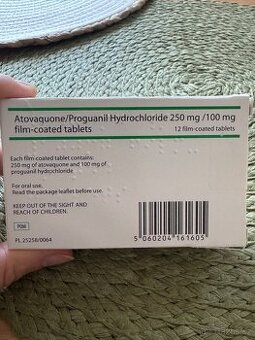 Atovaquone/Proguanil Hydrochloride 250 mg /100 mg
film-coated tablets
12 film-coated tablets
Each film-coated tablet contains:
250 mg of atovaquone and 100 mg of
proguanil hydrochloride
For oral use.
Read the package leaflet before use.
KEEP OUT OF THE SIGHT AND
REACH OF CHILDREN.
POM
PL 25258/0064
5 060204 161605